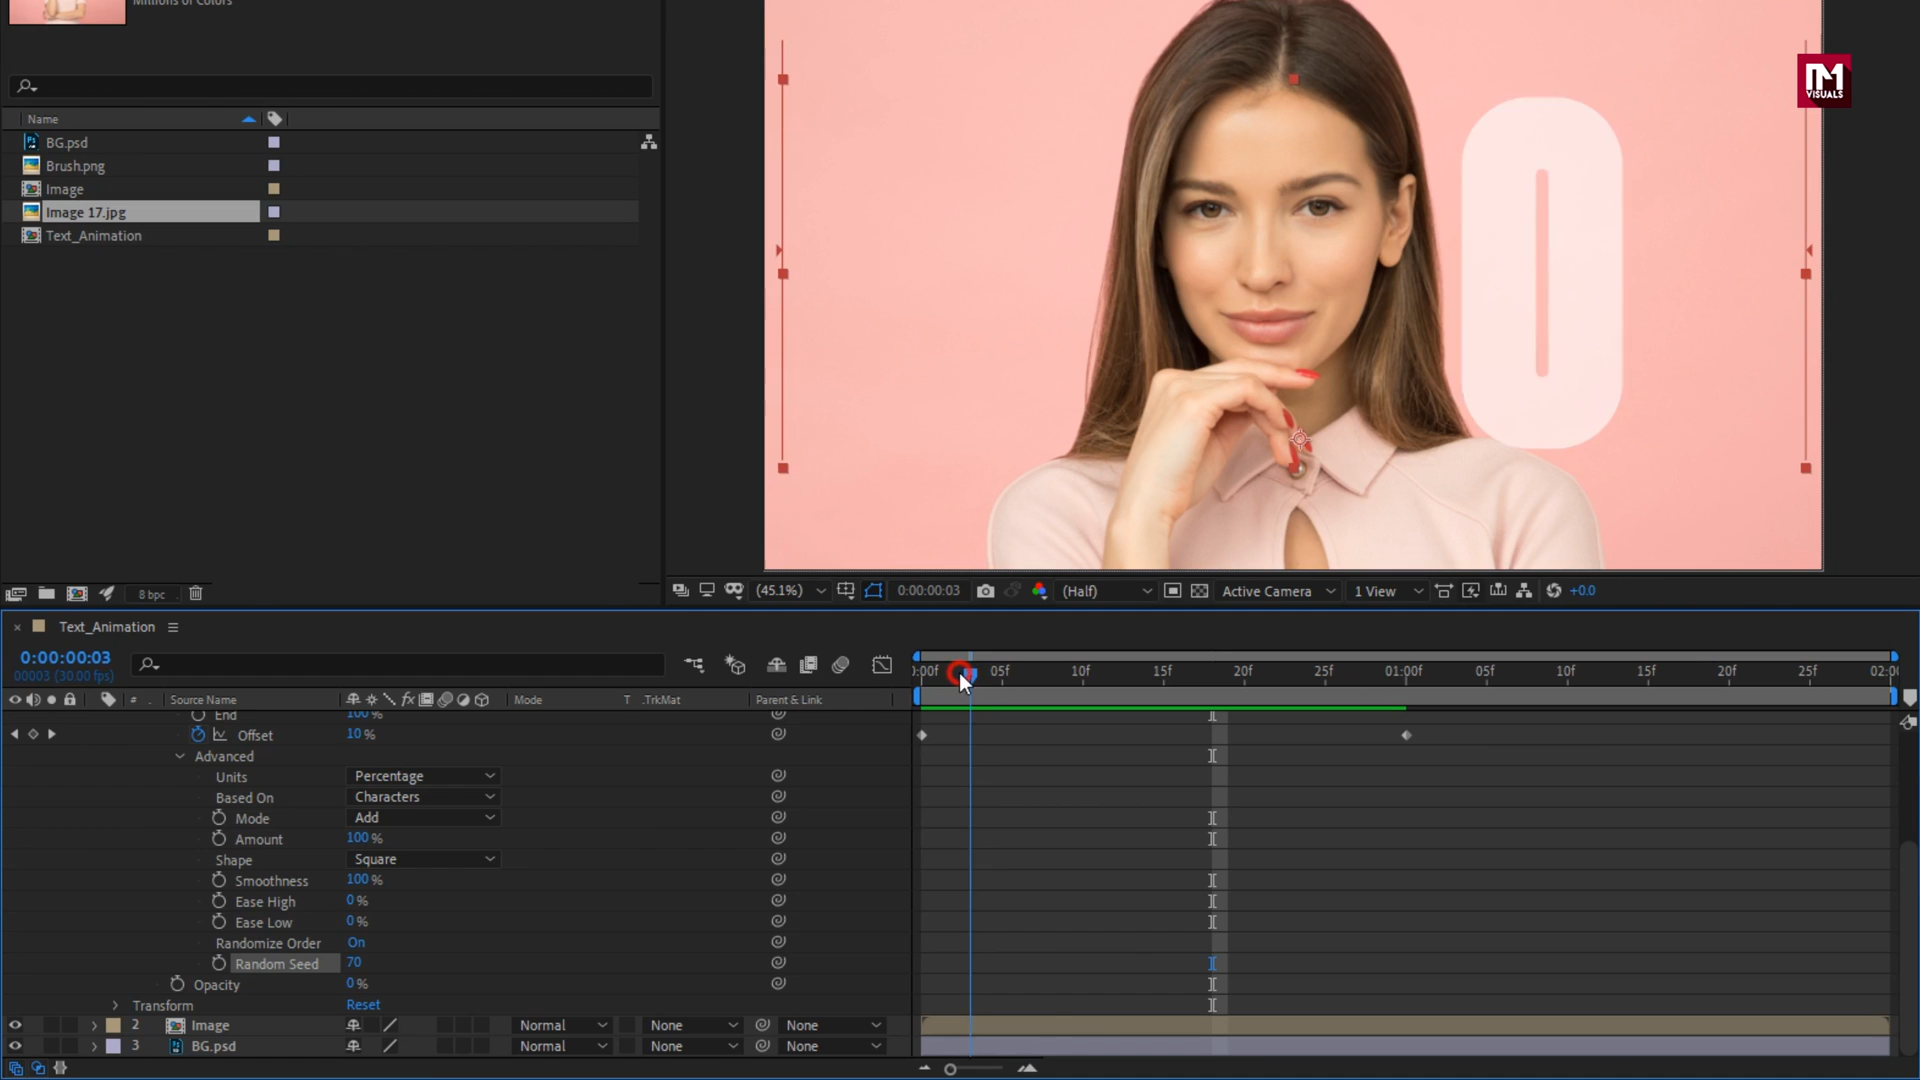 Millions of Colors
M
VISUALS
Name
BG.psd
Brush.png
Image
Image 17.jpg
Text_Animation
O
8 bpc
(45.1%)
0:00:00:03
(Half)
Active Camera
1 View
+0.0
Text_Animation
0:00:00:03
00003 (30.00 fps)
):00f 05f 10f 15f 20f 25f 01:00f 05f 10f 15f 20f 25f 02:00
# Source Name fx Mode T .TrkMat Parent & Link
End 100 %
Offset 10 %
Advanced
Units Percentage
Based On Characters
Mode Add
Amount 100 %
Shape Square
Smoothness 100 %
Ease High 0 %
Ease Low 0 %
Randomize Order On
Random Seed 70
Opacity 0 %
Transform Reset
2 Image Normal None None
3 BG.psd Normal None None